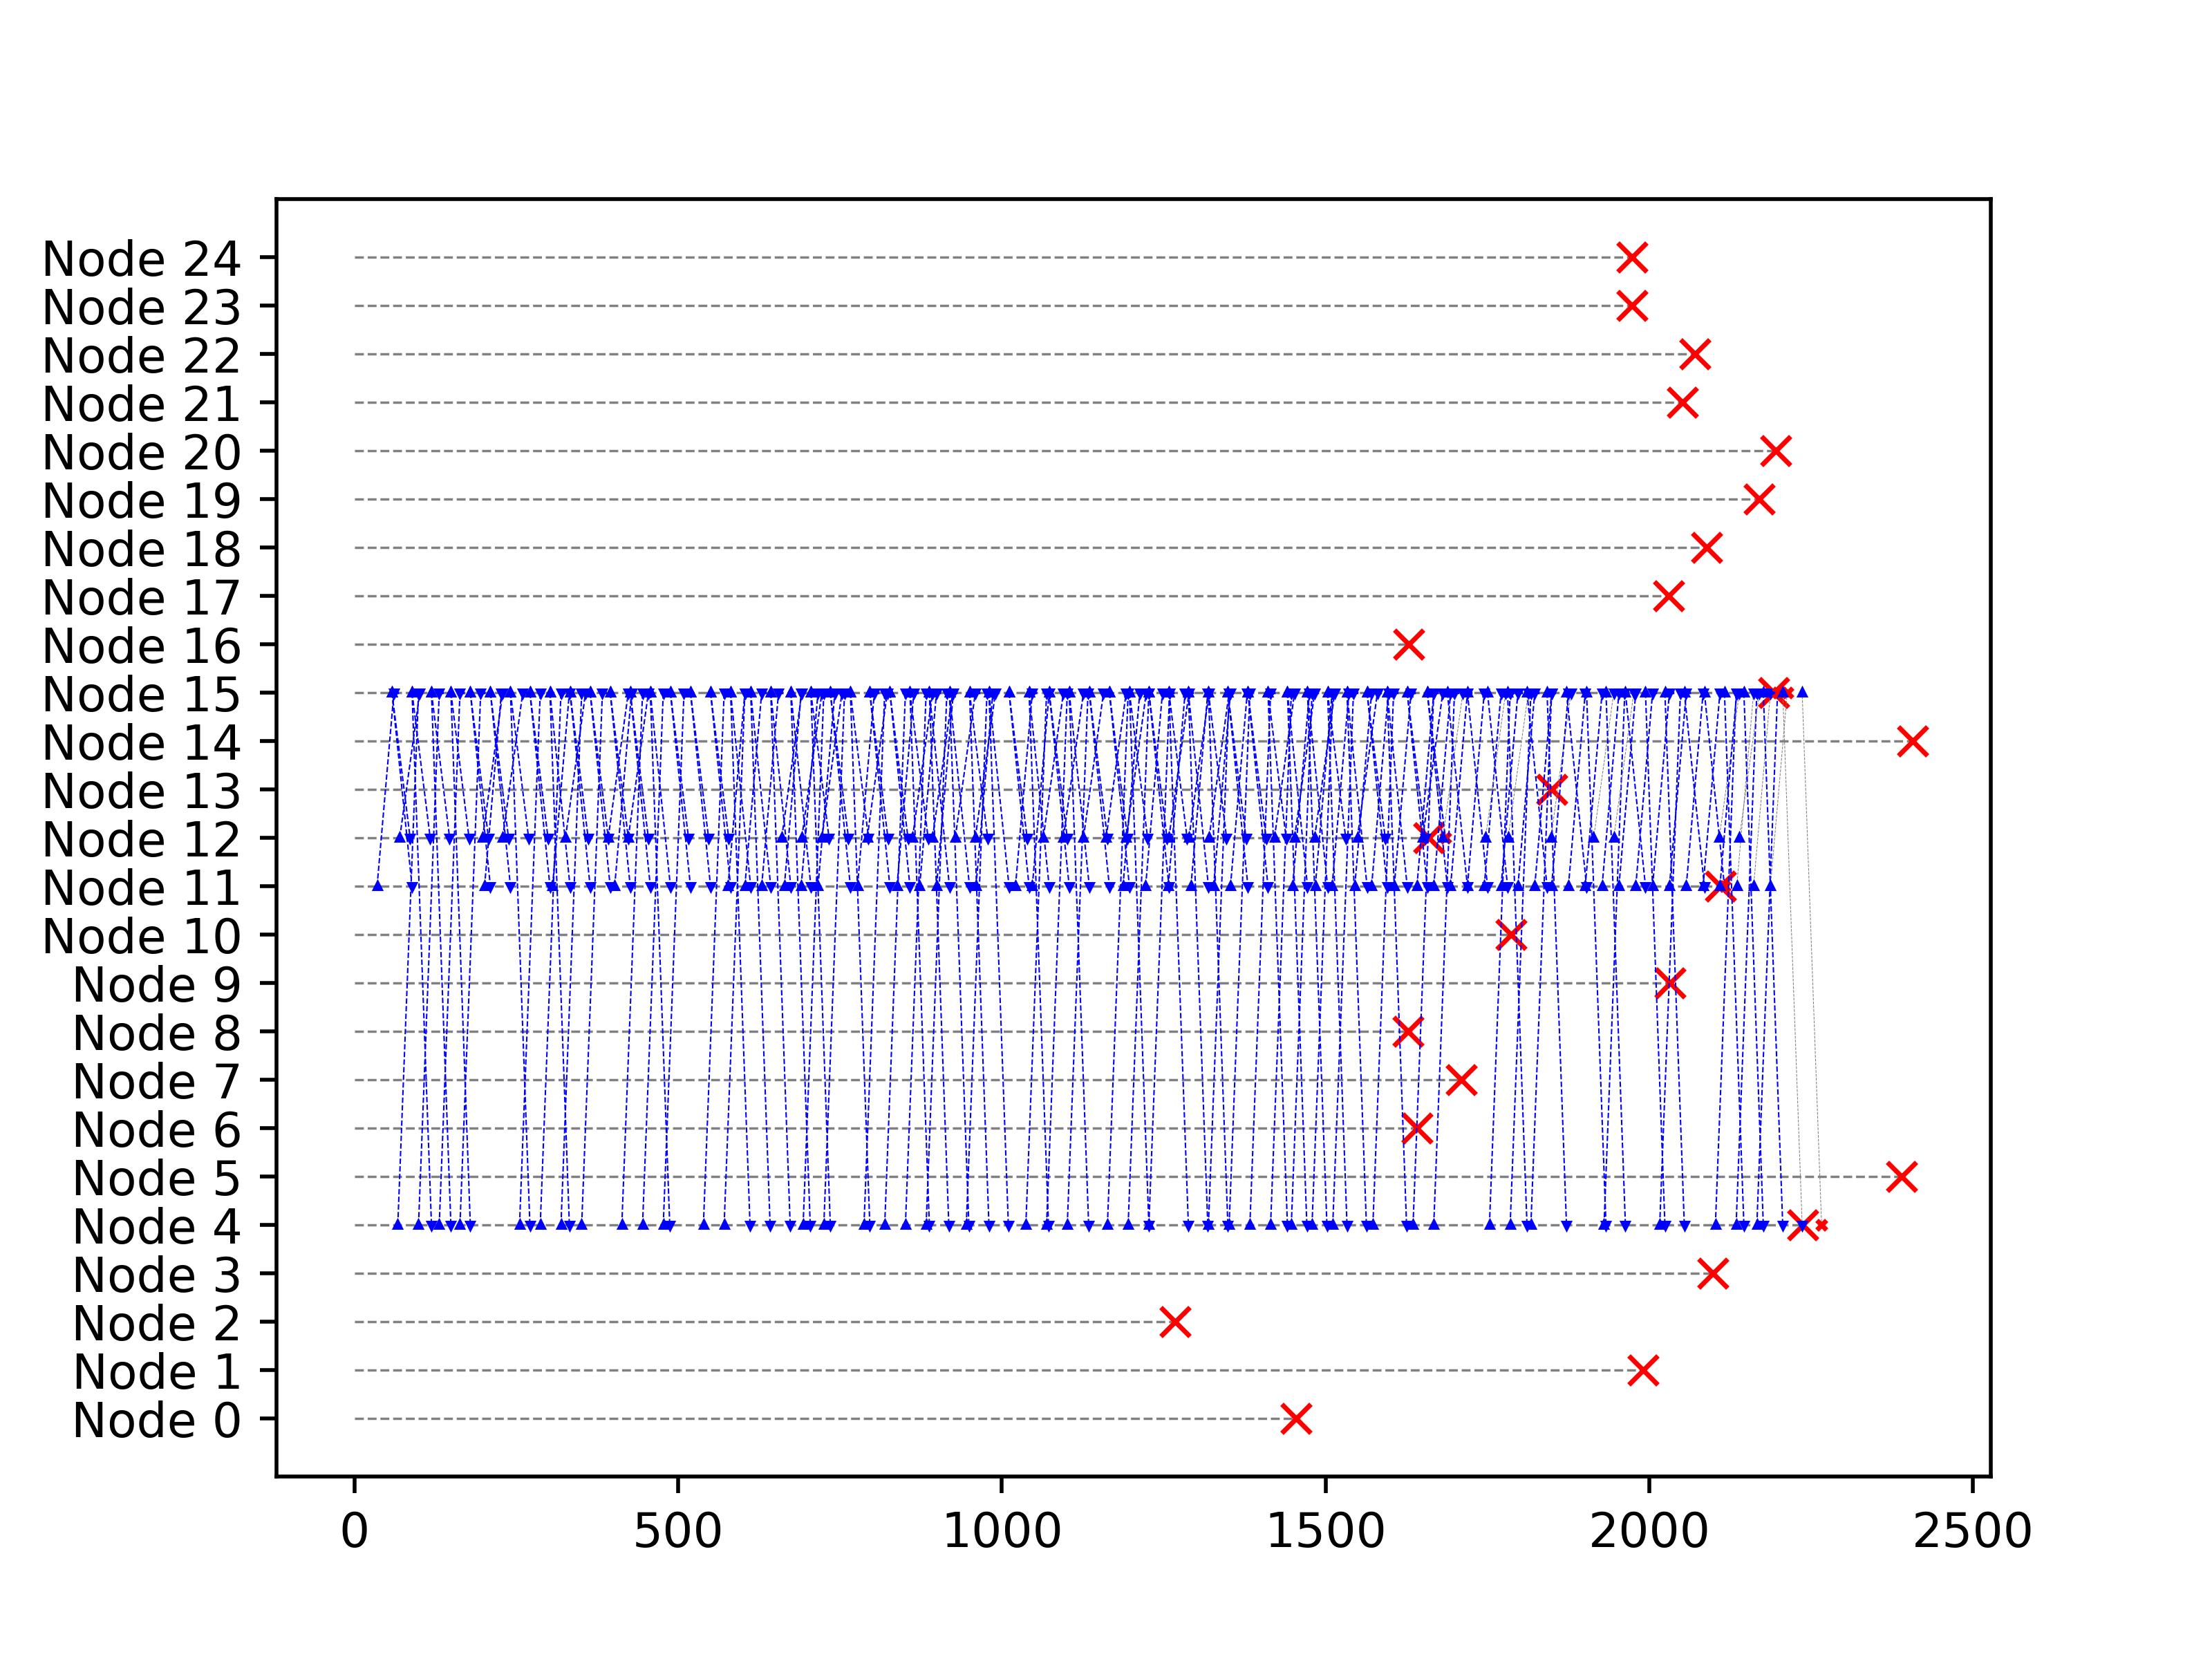 Node 24
Node 23
Node 22
Node 21
Node 20
Node 19
Node 18
Node 17
Node 16
Node 15
Node 14
Node 13
Node 12
Node 11
Node 10
Node 9
Node 8
Node 7
Node 6
Node 5
Node 4
Node 3
Node 2
Node 1
Node 0
0 500 1000 1500 2000 2500